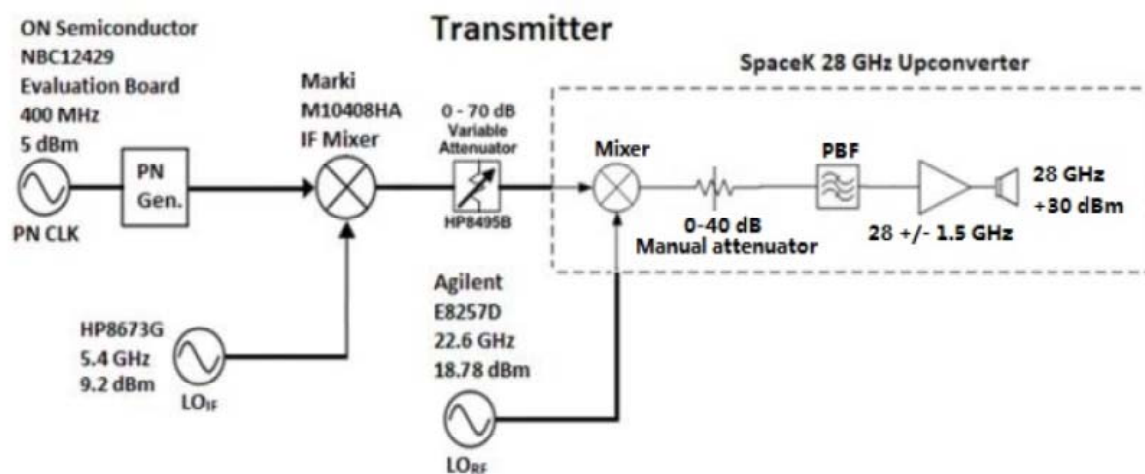 Transmitter
ON Semiconductor
NBC12429
Evaluation Board
400 MHz
5 dBm
PN
Gen.
PN CLK
Marki
M10408HA
IF Mixer
0 - 70 dB
Variable
Attenuator
HP8495B
SpaceK 28 GHz Upconverter
Mixer
0-40 dB
Manual attenuator
PBF
28 +/- 1.5 GHz
28 GHz
+30 dBm
HP8673G
5.4 GHz
9.2 dBm
LOIF
Agilent
E8257D
22.6 GHz
18.78 dBm
LORF